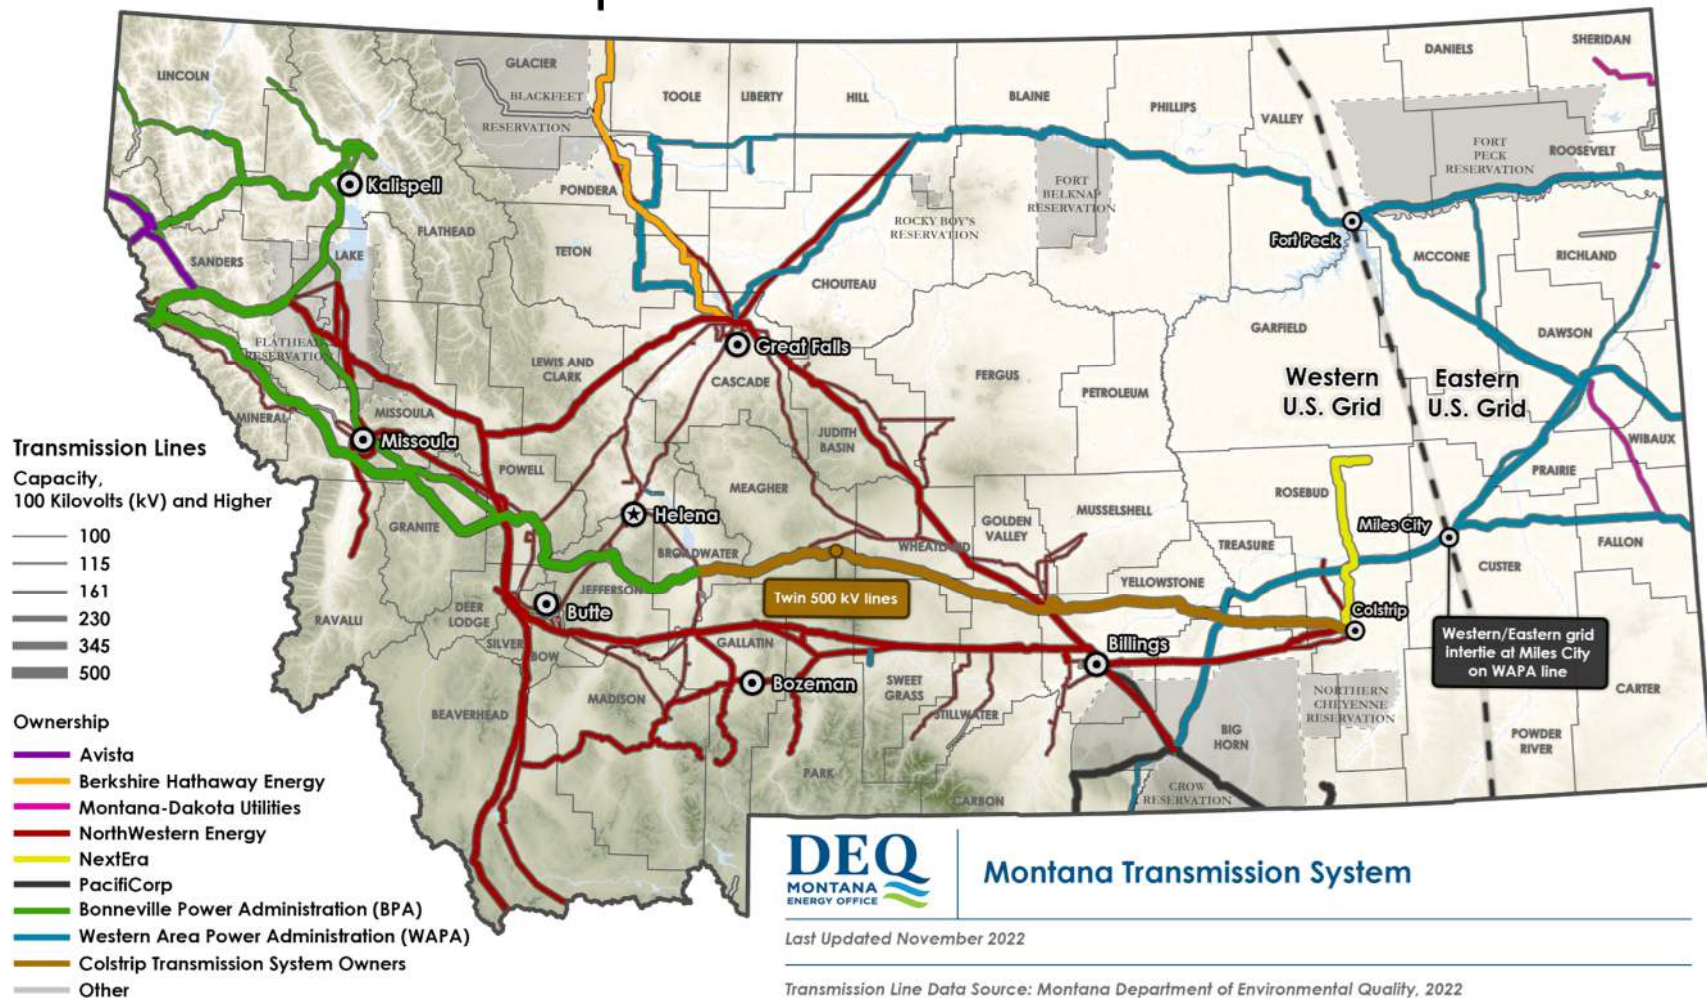 LINCOLN
GLACIER
BLACKFEET
RESERVATION
TOOLE
LIBERTY
HILL
BLAINE
PHILLIPS
VALLEY
DANIELS
SHERIDAN
FORT
PECK
RESERVATION
ROOSEVELT
Kalispell
FLATHEAD
PONDERA
TETON
ROCKY BOY'S
RESERVATION
FORT
BELKNAP
RESERVATION
Fort Peck
MCCONE
RICHLAND
SANDERS
LAKE
CHOUTEAU
GARFIELD
DAWSON
FLATHEAD
RESERVATION
LEWIS AND
CLARK
Great Falls
CASCADE
FERGUS
PETROLEUM
Western
U.S. Grid
Eastern
U.S. Grid
MINERAL
MISSOULA
Missoula
POWELL
JUDITH
BASIN
WIBAUX
PRAIRIE
GRANITE
Helena
MEAGHER
BROADWATER
WHEATLAND
GOLDEN
VALLEY
MUSSELSHELL
ROSEBUD
TREASURE
Miles City
FALLON
CUSTER
RAVALLI
DEER
LODGE
JEFFERSON
Butte
SILVER
BOW
Twin 500 kV lines
YELLOWSTONE
Colstrip
GALLATIN
Billings
Western/Eastern grid
intertie at Miles City
on WAPA line
BEAVERHEAD
MADISON
Bozeman
SWEET
GRASS
STILLWATER
NORTHERN
CHEYENNE
RESERVATION
CARTER
PARK
CARBON
BIG
HORN
CROW
RESERVATION
POWDER
RIVER
Transmission Lines
Capacity,
100 Kilovolts (kV) and Higher
100
115
161
230
345
500
Ownership
Avista
Berkshire Hathaway Energy
Montana-Dakota Utilities
NorthWestern Energy
NextEra
PacifiCorp
Bonneville Power Administration (BPA)
Western Area Power Administration (WAPA)
Colstrip Transmission System Owners
Other
DEQ
MONTANA
ENERGY OFFICE
Montana Transmission System
Last Updated November 2022
Transmission Line Data Source: Montana Department of Environmental Quality, 2022